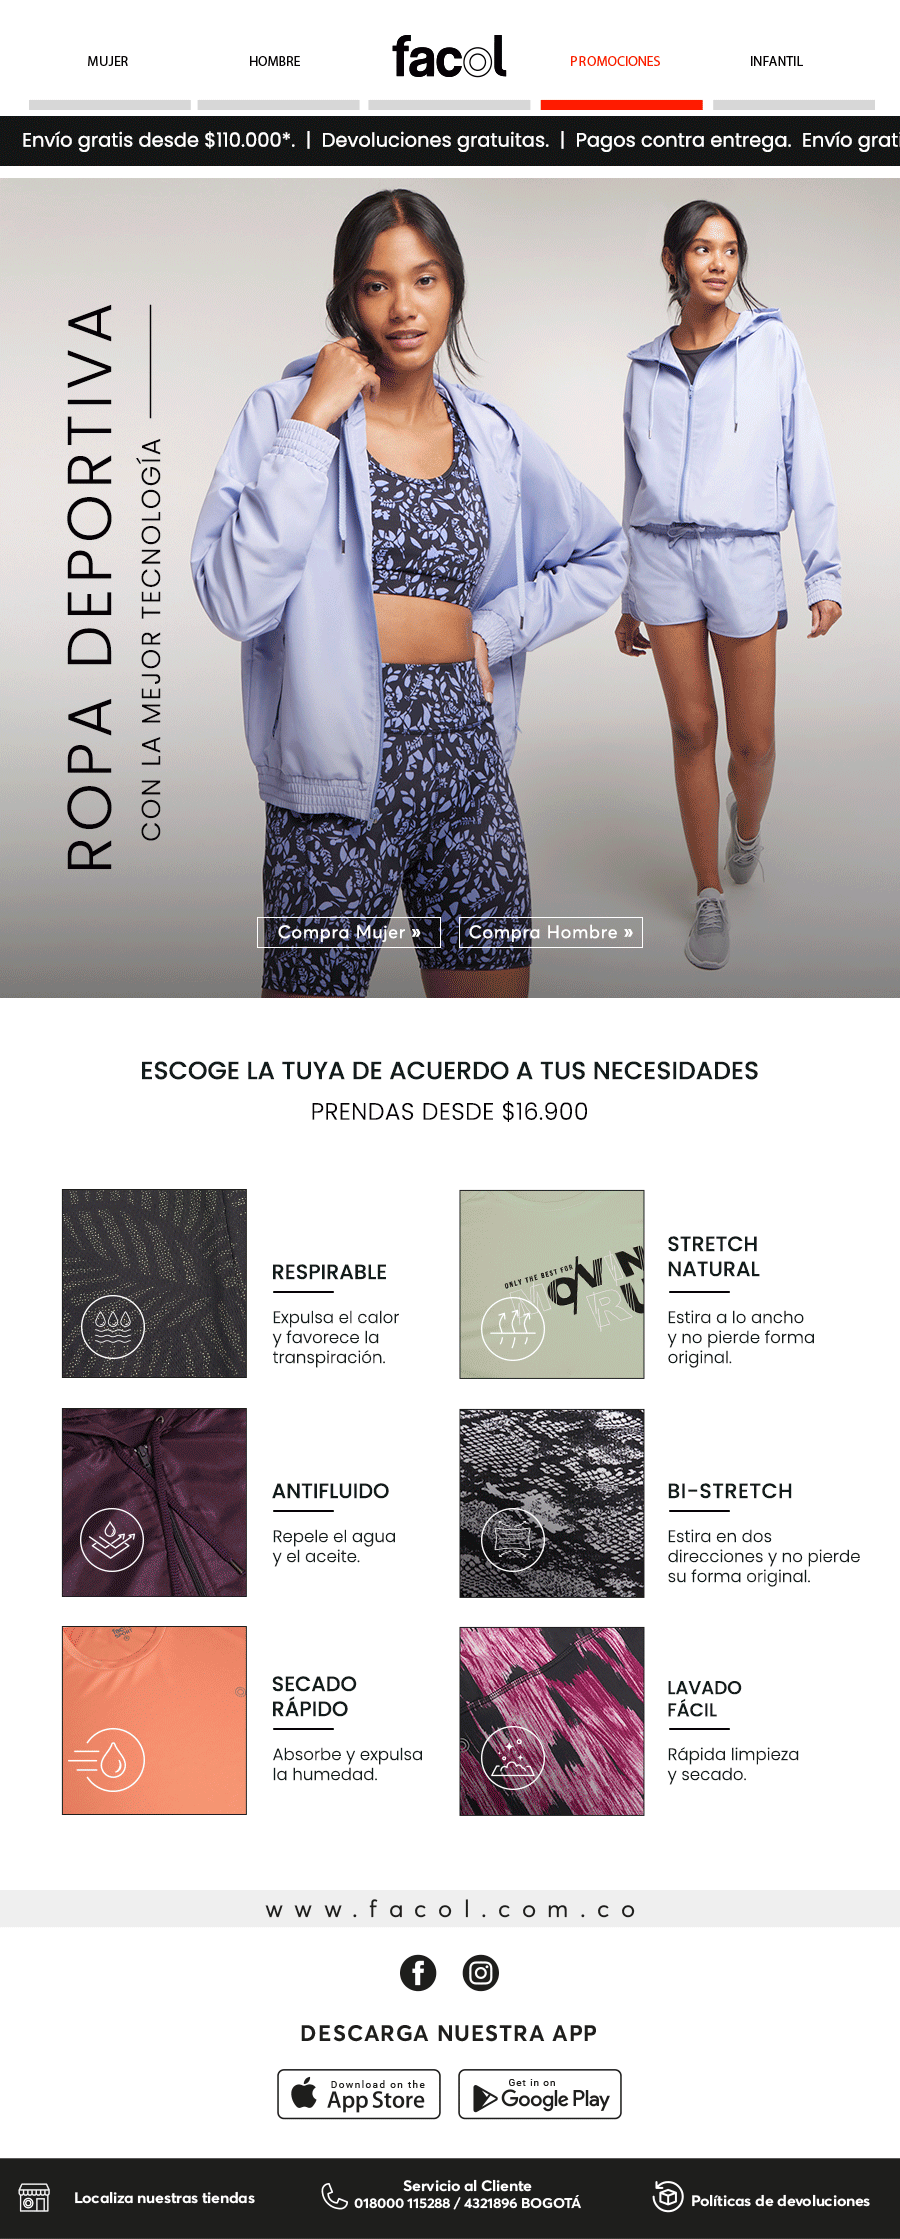 MUJER
HOMBRE
facol
PROMOCIONES
INFANTIL
Envío gratis desde $110.000*. | Devoluciones gratuitas. | Pagos contra entrega. Envío grati
ROPA DEPORTIVA
CON LA MEJOR TECNOLOGÍA
Compra Mujer »
Compra Hombre »
ESCOGE LA TUYA DE ACUERDO A TUS NECESIDADES
PRENDAS DESDE $16.900
RESPIRABLE
Expulsa el calor
y favorece la
transpiración.
ONLY THE BEST FOR
STRETCH
NATURAL
Estira a lo ancho
y no pierde forma
original.
ANTIFLUIDO
Repele el agua
y el aceite.
BI-STRETCH
Estira en dos
direcciones y no pierde
su forma original.
SECADO
RÁPIDO
Absorbe y expulsa
la humedad.
LAVADO
FÁCIL
Rápida limpieza
y secado.
www.facol.com.co
DESCARGA NUESTRA APP
Download on the
App Store
Get in on
Google Play
Localiza nuestras tiendas
Servicio al Cliente
018000 115288 / 4321896 BOGOTÁ
Políticas de devoluciones